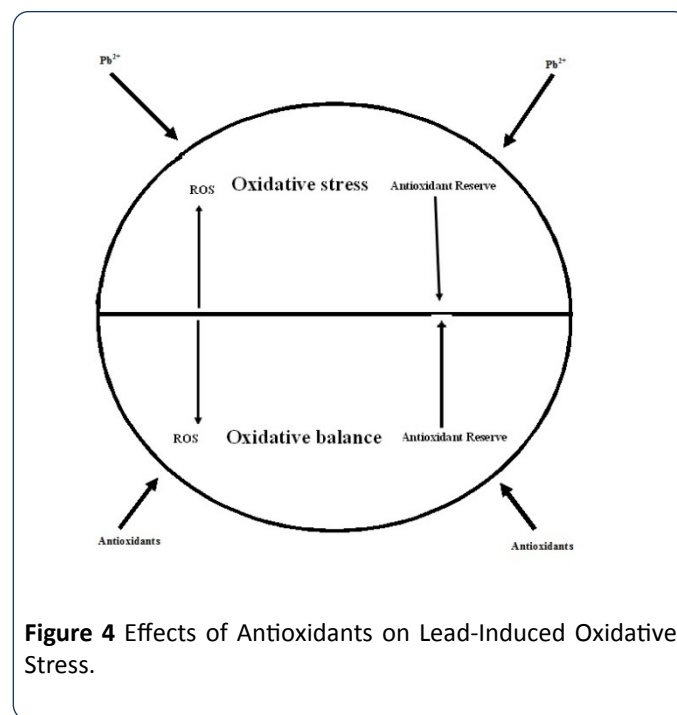 Pb²⁺ Pb²⁺
ROS Oxidative stress Antioxidant Reserve
ROS Oxidative balance Antioxidant Reserve
Antioxidants Antioxidants
Figure 4 Effects of Antioxidants on Lead-Induced Oxidative
Stress.